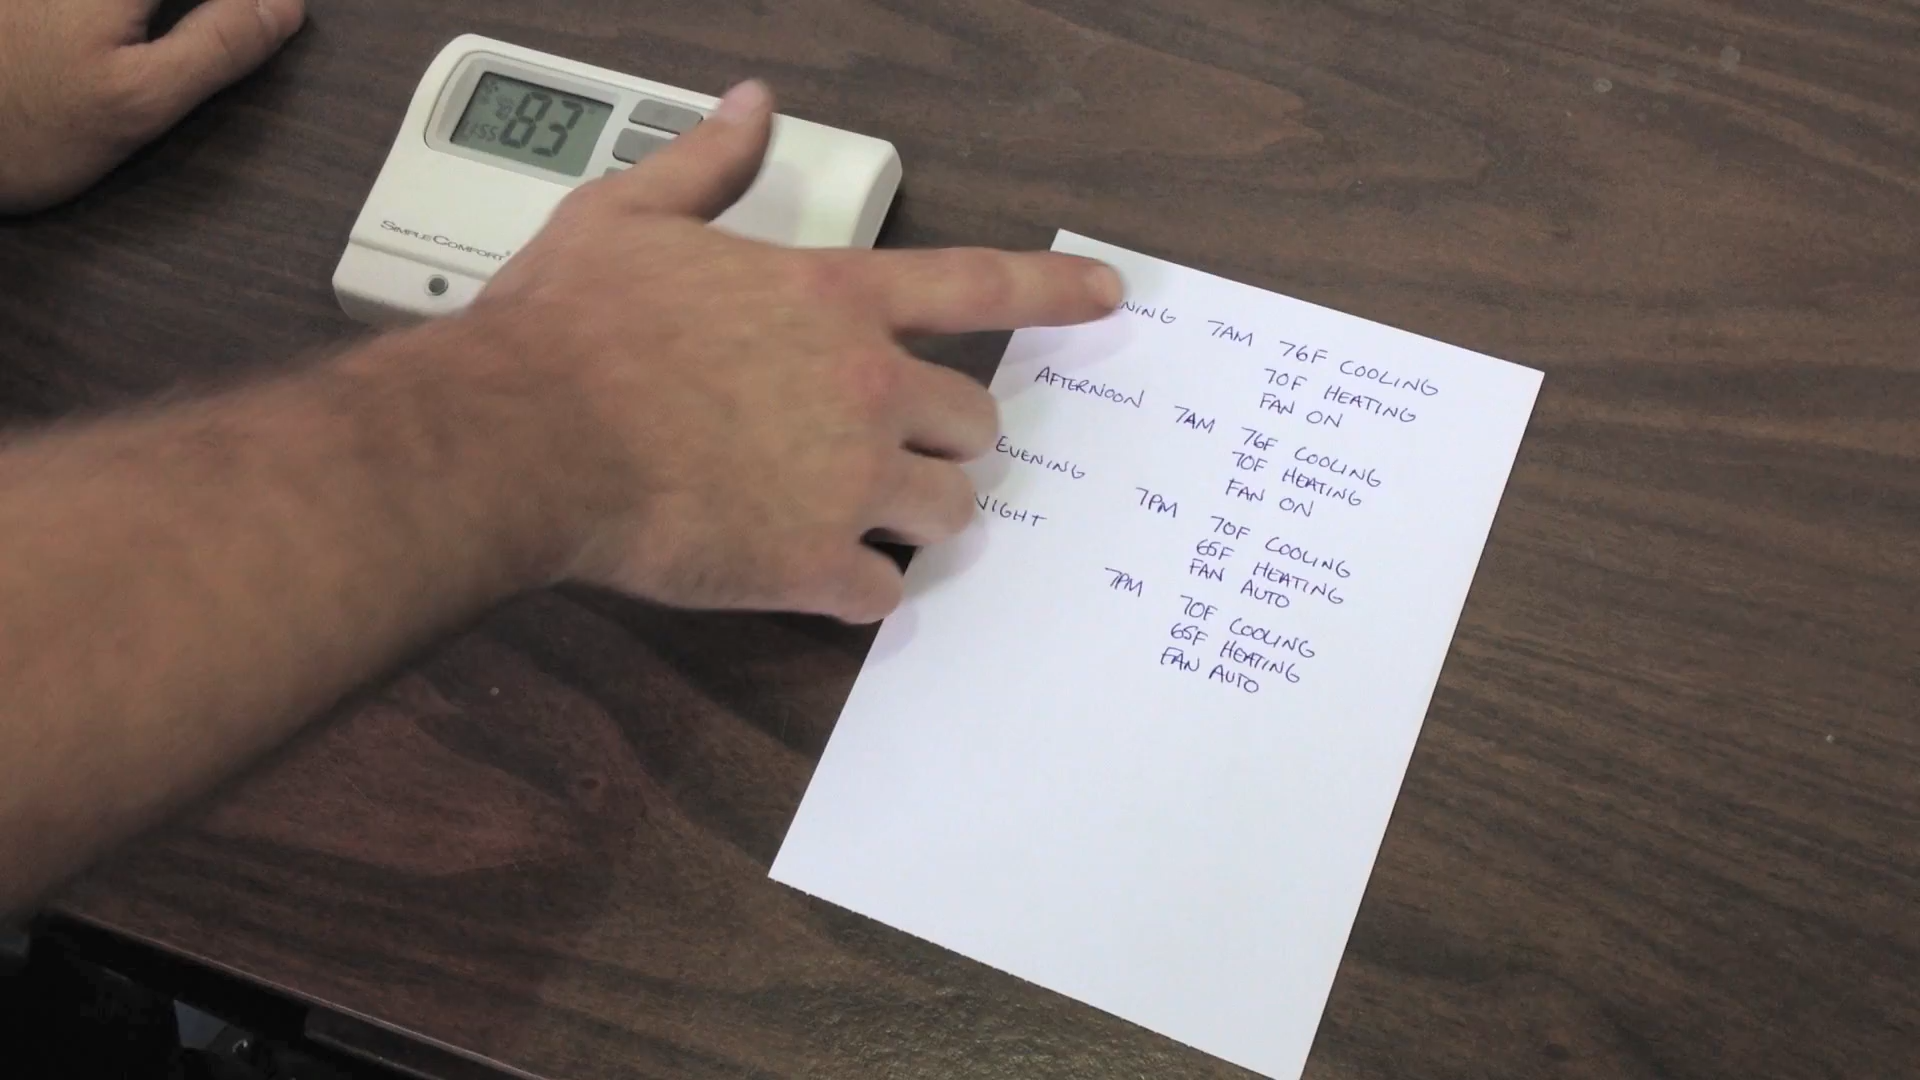 83
SIMPLECOMFORT®
NING 7AM 76F COOLING
70F HEATING
FAN ON
AFTERNOON 7AM 76F COOLING
70F HEATING
FAN ON
EVENING 7PM 70F COOLING
65F HEATING
FAN AUTO
NIGHT 7PM 70F COOLING
65F HEATING
FAN AUTO